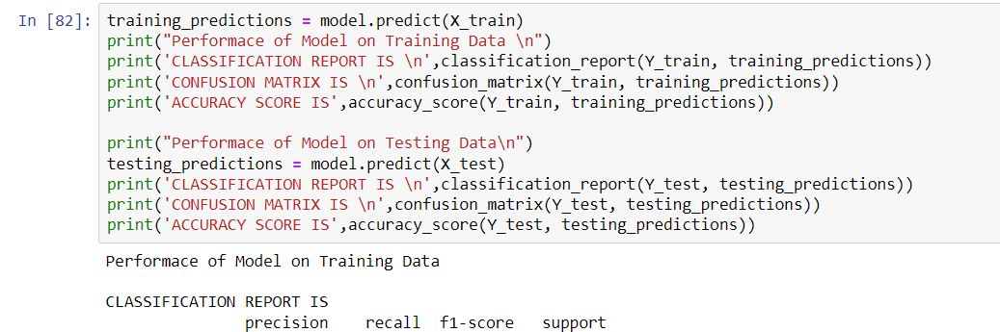 In [82]: training_predictions = model.predict(X_train)
print("Performace of Model on Training Data \n")
print('CLASSIFICATION REPORT IS \n',classification_report(Y_train, training_predictions))
print('CONFUSION MATRIX IS \n',confusion_matrix(Y_train, training_predictions))
print('ACCURACY SCORE IS',accuracy_score(Y_train, training_predictions))
print("Performace of Model on Testing Data\n")
testing_predictions = model.predict(X_test)
print('CLASSIFICATION REPORT IS \n',classification_report(Y_test, testing_predictions))
print('CONFUSION MATRIX IS \n',confusion_matrix(Y_test, testing_predictions))
print('ACCURACY SCORE IS',accuracy_score(Y_test, testing_predictions))
Performace of Model on Training Data
CLASSIFICATION REPORT IS
precision recall f1-score support